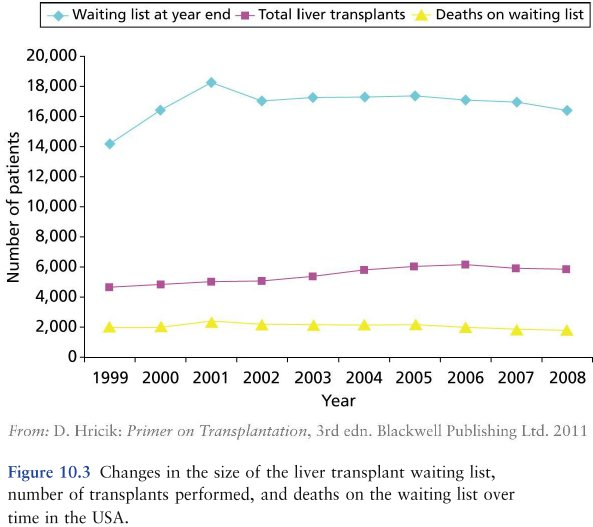 Waiting list at year end Total liver transplants Deaths on waiting list
20,000
18,000
16,000
14,000
12,000
10,000
8,000
6,000
4,000
2,000
0
Number of patients
1999 2000 2001 2002 2003 2004 2005 2006 2007 2008
Year
From: D. Hricik: Primer on Transplantation, 3rd edn. Blackwell Publishing Ltd. 2011
Figure 10.3 Changes in the size of the liver transplant waiting list,
number of transplants performed, and deaths on the waiting list over
time in the USA.